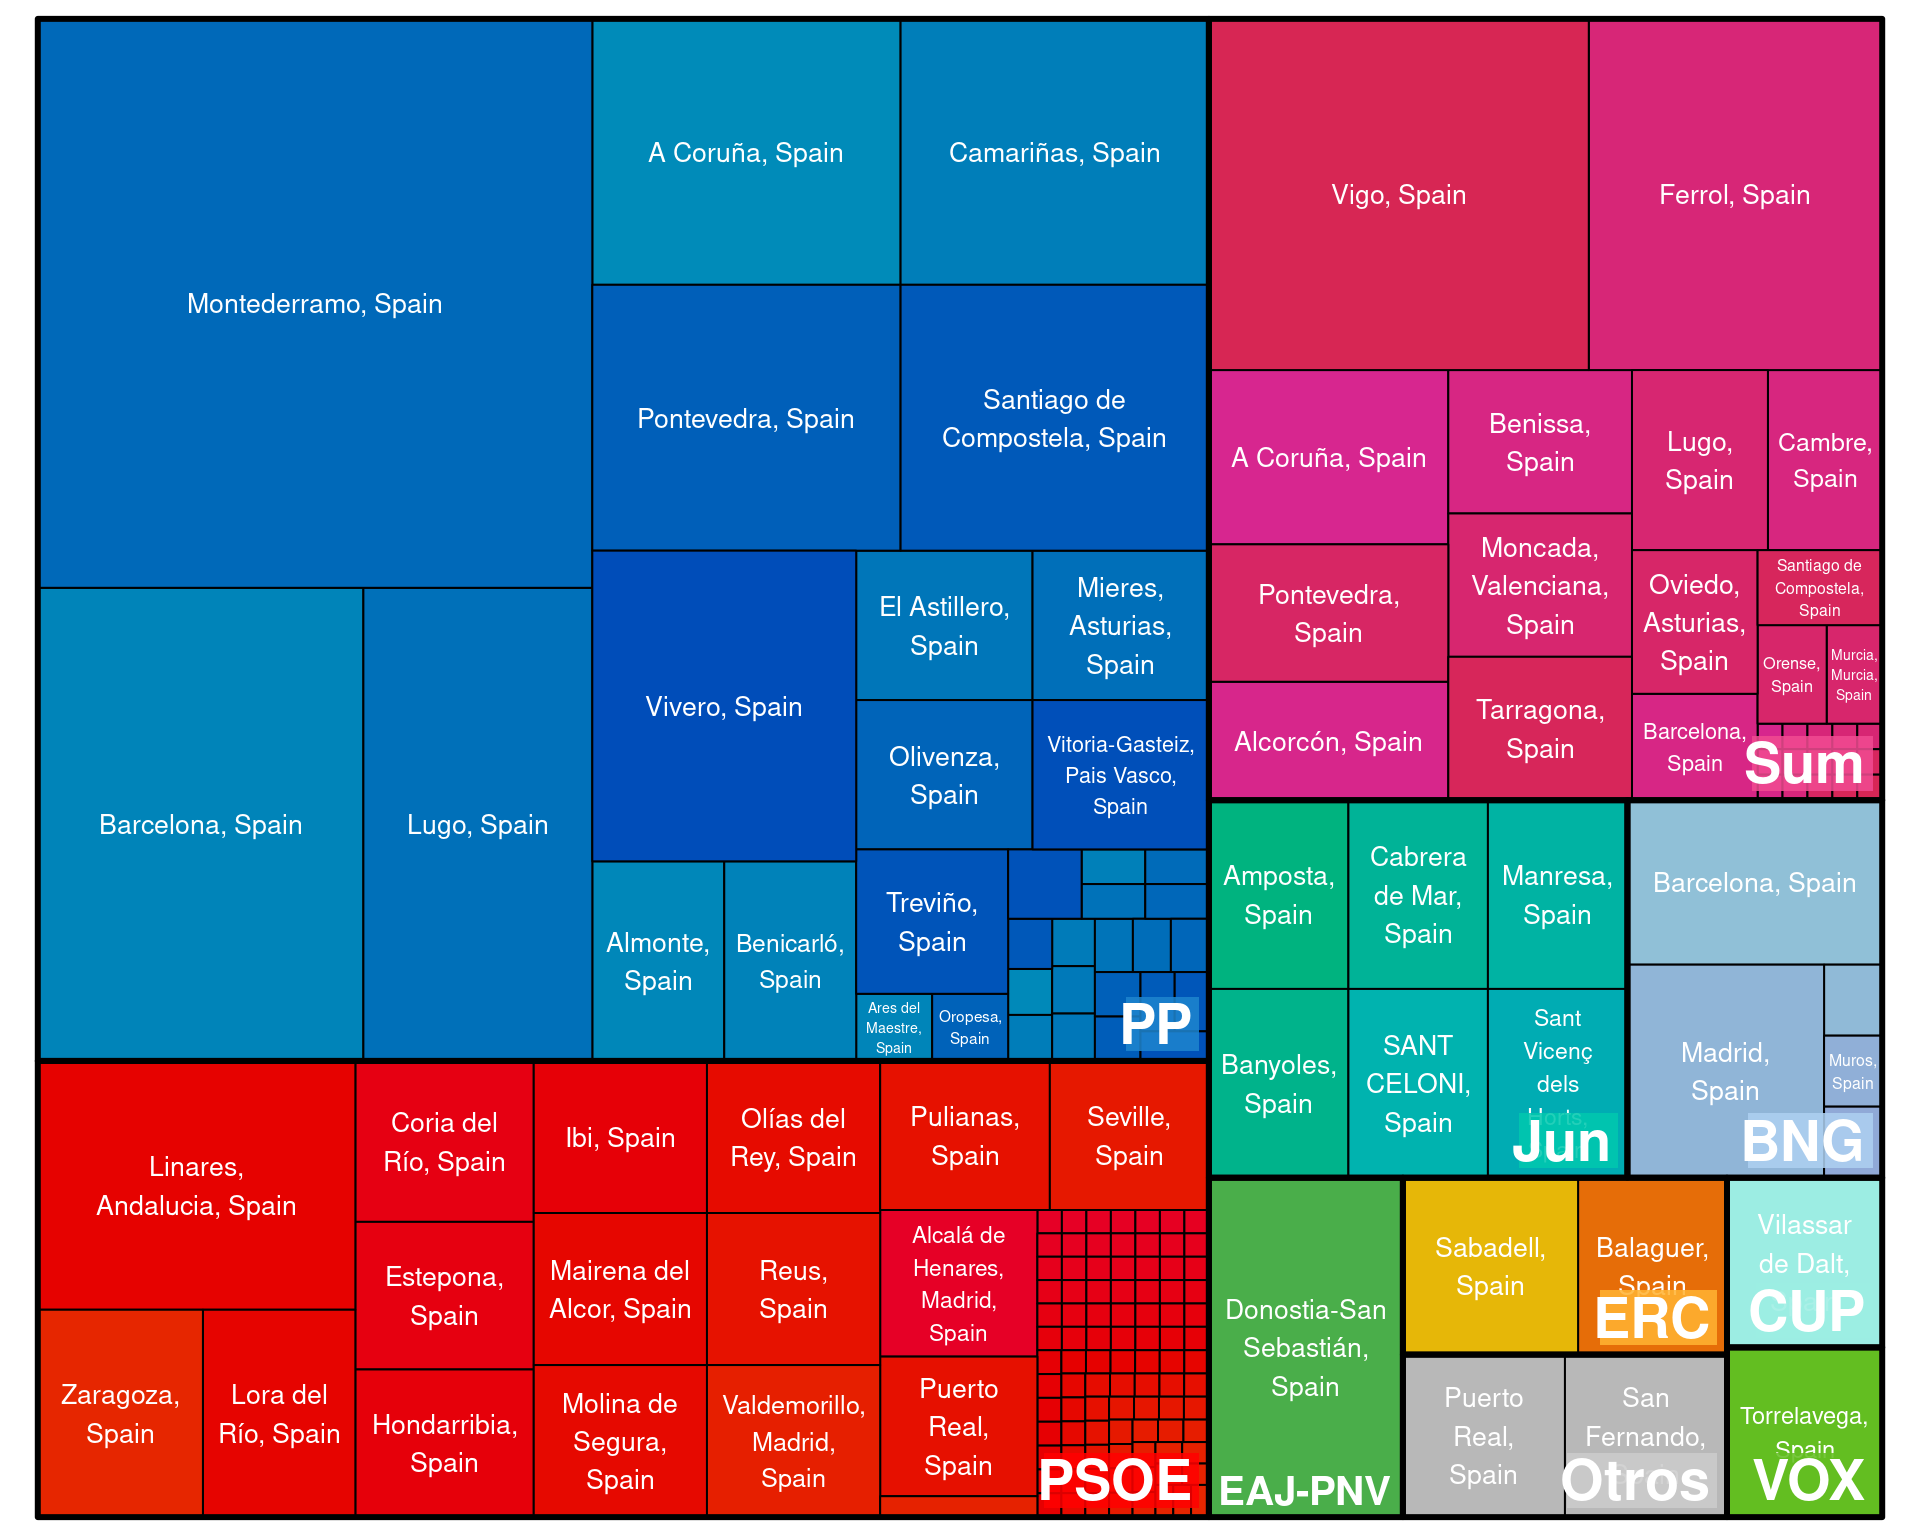 Montederramo, Spain
A Coruña, Spain
Camariñas, Spain
Pontevedra, Spain
Santiago de
Compostela, Spain
Barcelona, Spain
Lugo, Spain
Vivero, Spain
El Astillero,
Spain
Mieres,
Asturias,
Spain
Olivenza,
Spain
Vitoria-Gasteiz,
Pais Vasco,
Spain
Almonte,
Spain
Benicarló,
Spain
Treviño,
Spain
Ares del
Maestre,
Spain
Oropesa,
Spain
PP
Vigo, Spain
Ferrol, Spain
A Coruña, Spain
Benissa,
Spain
Lugo,
Spain
Cambre,
Spain
Pontevedra,
Spain
Moncada,
Valenciana,
Spain
Oviedo,
Asturias,
Spain
Santiago de
Compostela,
Spain
Orense,
Spain
Murcia,
Murcia,
Spain
Alcorcón, Spain
Tarragona,
Spain
Barcelona,
Spain
Sum
Amposta,
Spain
Cabrera
de Mar,
Spain
Manresa,
Spain
Banyoles,
Spain
SANT
CELONI,
Spain
Sant
Vicenç
dels
Horts,
Jun
Barcelona, Spain
Madrid,
Spain
Muros,
Spain
BNG
Linares,
Andalucia, Spain
Coria del
Río, Spain
Ibi, Spain
Olías del
Rey, Spain
Pulianas,
Spain
Seville,
Spain
Estepona,
Spain
Mairena del
Alcor, Spain
Reus,
Spain
Alcalá de
Henares,
Madrid,
Spain
Zaragoza,
Spain
Lora del
Río, Spain
Hondarribia,
Spain
Molina de
Segura,
Spain
Valdemorillo,
Madrid,
Spain
Puerto
Real,
Spain
PSOE
Donostia-San
Sebastián,
Spain
EAJ-PNV
Sabadell,
Spain
Balaguer,
Spain
ERC
Vilassar
de Dalt,
CUP
Puerto
Real,
Spain
San
Fernando,
Otros
Torrelavega,
Spain
VOX